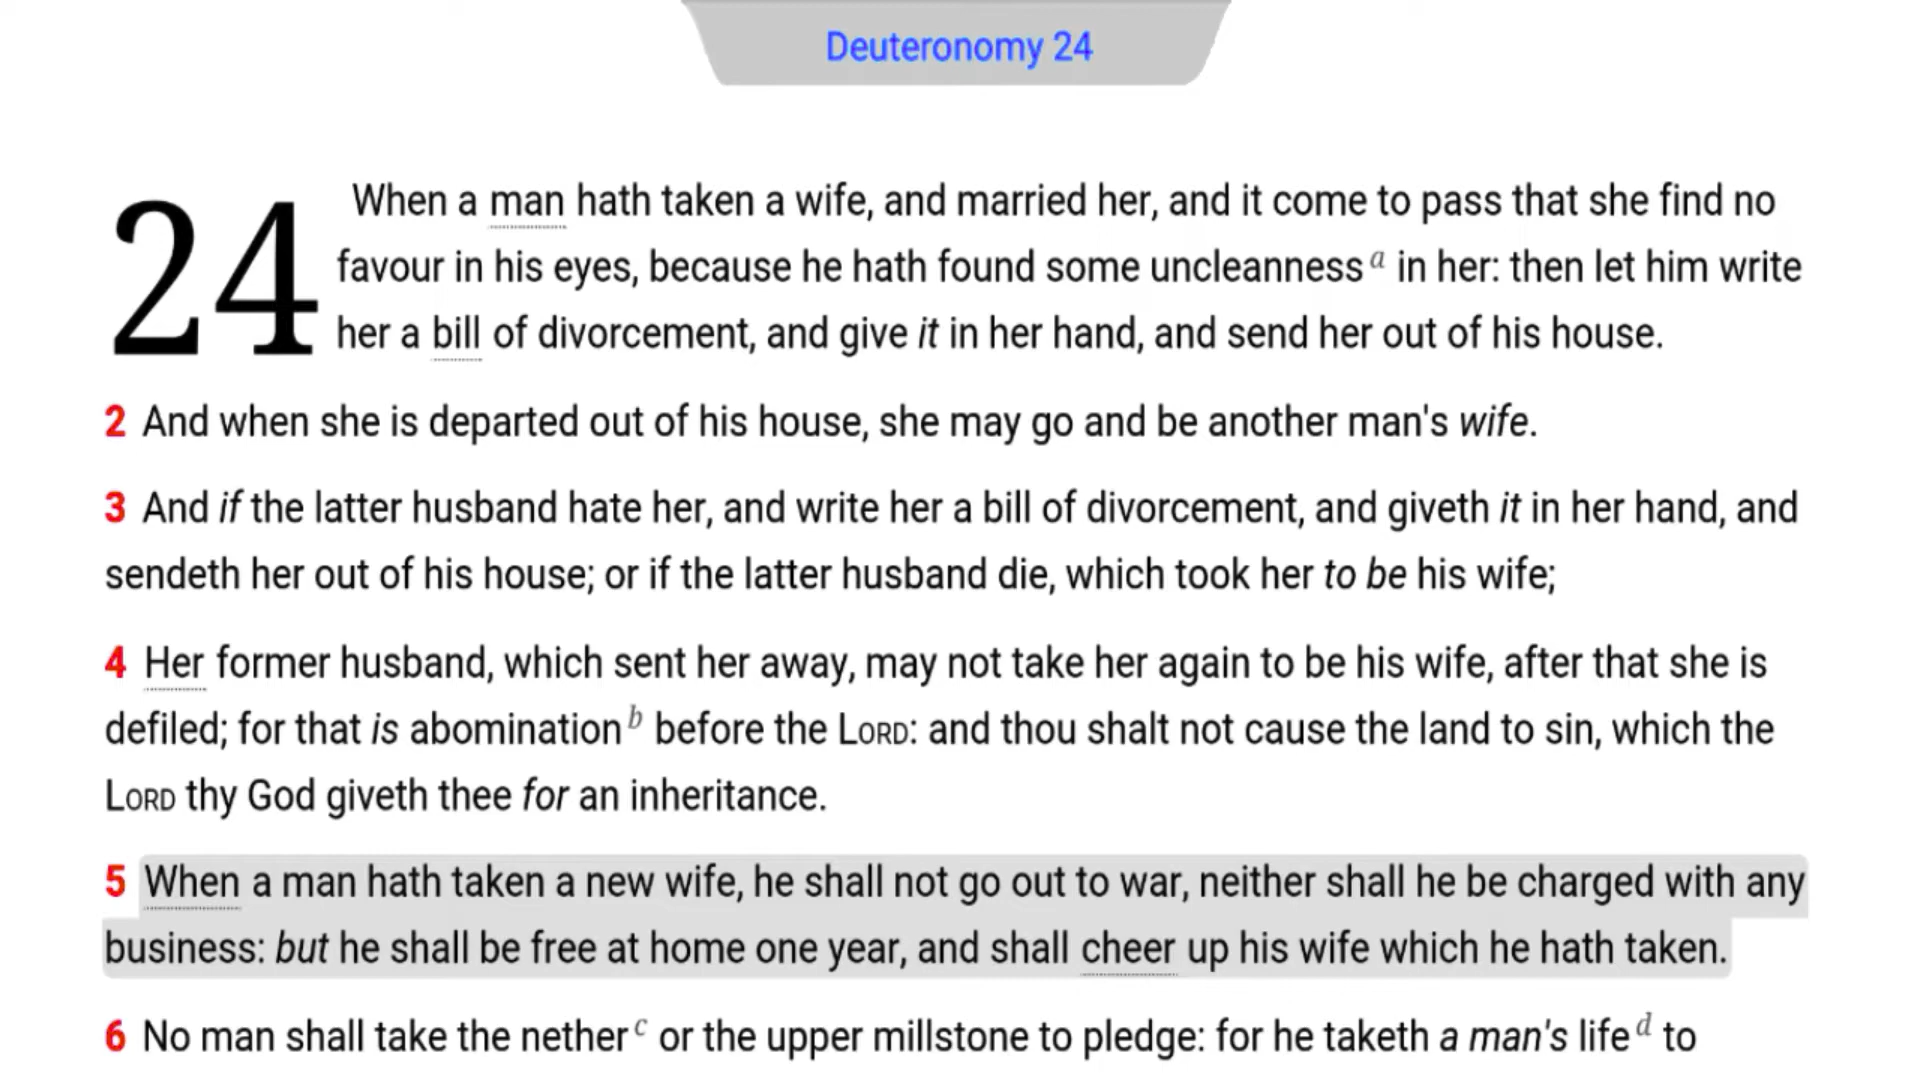 Deuteronomy 24
24 When a man hath taken a wife, and married her, and it come to pass that she find no
favour in his eyes, because he hath found some uncleanness a in her: then let him write
her a bill of divorcement, and give it in her hand, and send her out of his house.
2 And when she is departed out of his house, she may go and be another man's wife.
3 And if the latter husband hate her, and write her a bill of divorcement, and giveth it in her hand, and
sendeth her out of his house; or if the latter husband die, which took her to be his wife;
4 Her former husband, which sent her away, may not take her again to be his wife, after that she is
defiled; for that is abomination b before the LORD: and thou shalt not cause the land to sin, which the
LORD thy God giveth thee for an inheritance.
5 When a man hath taken a new wife, he shall not go out to war, neither shall he be charged with any
business: but he shall be free at home one year, and shall cheer up his wife which he hath taken.
6 No man shall take the nether c or the upper millstone to pledge: for he taketh a man's life d to